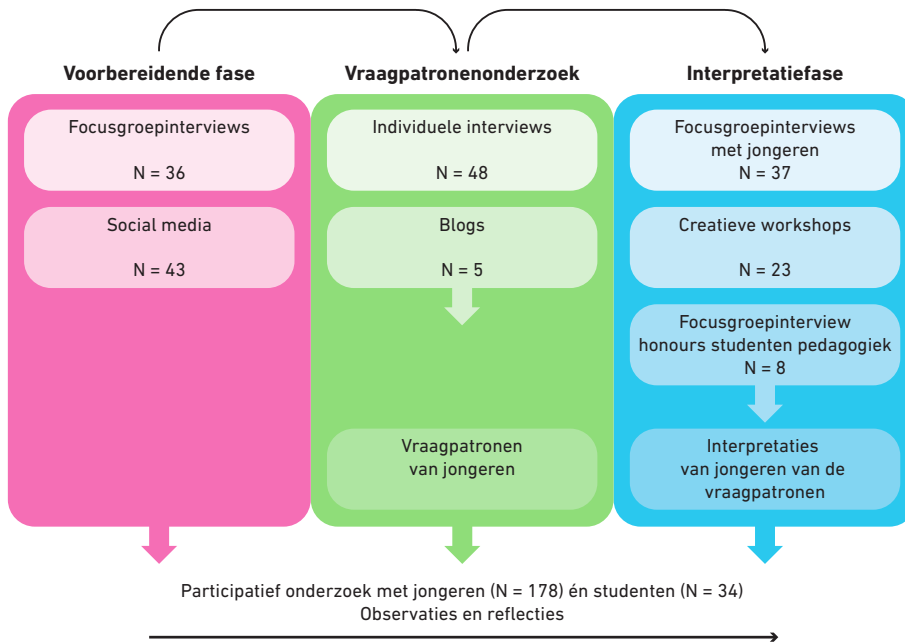 Voorbereidende fase
Focusgroepinterviews
N = 36
Social media
N = 43
Vraagpatronenonderzoek
Individuele interviews
N = 48
Blogs
N = 5
Vraagpatronen
van jongeren
Interpretatiefase
Focusgroepinterviews
met jongeren
N = 37
Creatieve workshops
N = 23
Focusgroepinterview
honours studenten pedagogiek
N = 8
Interpretaties
van jongeren van de
vraagpatronen
Participatief onderzoek met jongeren (N = 178) én studenten (N = 34)
Observaties en reflecties